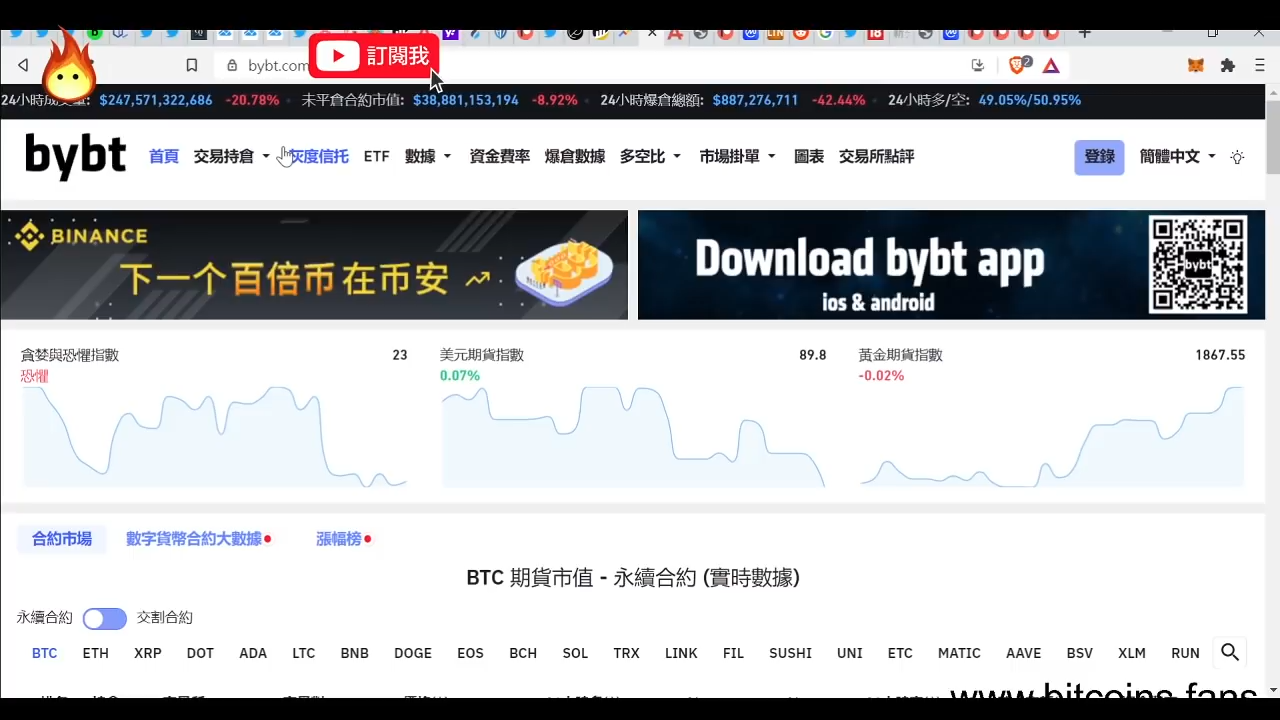 訂閱我
bybt.com
24小時成交量: $247,571,322,686 -20.78% 未平倉合約市值: $38,881,153,194 -8.92% 24小時爆倉總額: $887,276,711 -42.44% 24小時多/空: 49.05%/50.95%
bybt 首頁 交易持倉 灰度信托 ETF 數據 資金費率 爆倉數據 多空比 市場掛單 圖表 交易所點評 登錄 簡體中文
BINANCE
下一个百倍币在币安
Download bybt app
ios & android
bybt
貪婪與恐懼指數 23
恐懼
美元期貨指數 89.8
0.07%
黃金期貨指數 1867.55
-0.02%
合約市場 數字貨幣合約大數據 漲幅榜
BTC 期貨市值 - 永續合約 (實時數據)
永續合約 交割合約
BTC ETH XRP DOT ADA LTC BNB DOGE EOS BCH SOL TRX LINK FIL SUSHI UNI ETC MATIC AAVE BSV XLM RUN
www.bitcoins.fans